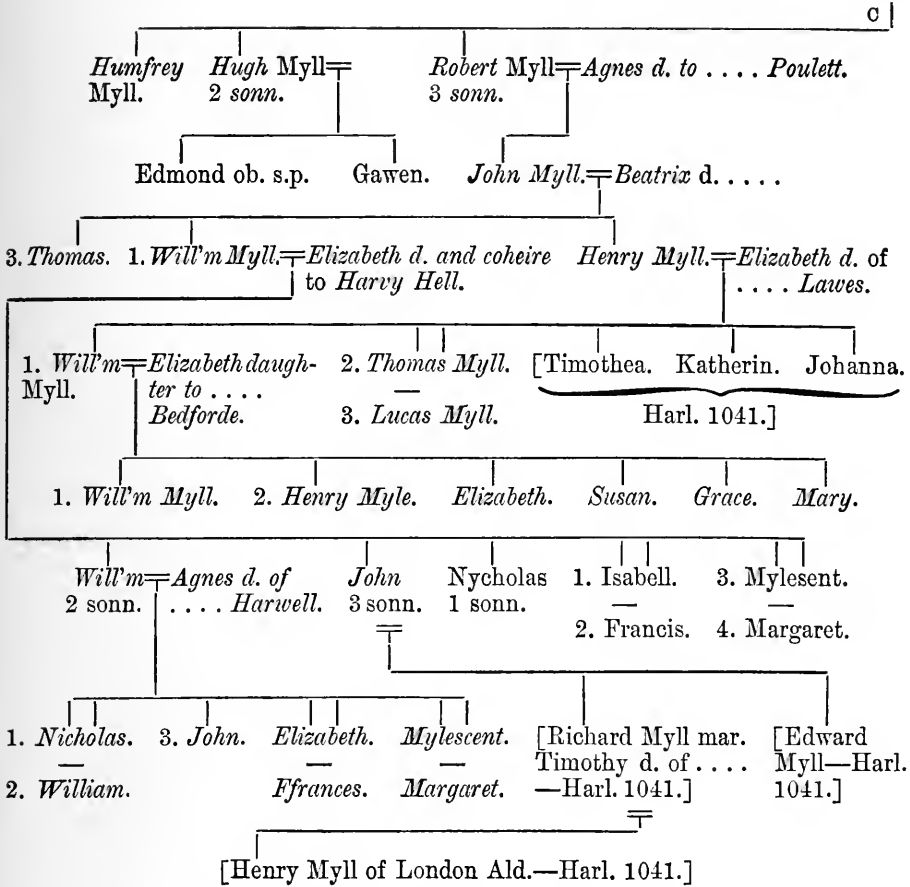 C
Humfrey Hugh Myll Robert Myll Agnes d. to . . . . Poulett.
Myll. 2 sonn. 3 sonn.
Edmond ob. s.p. Gawen. John Myll. Beatrix d. . . . .
3. Thomas. 1. Will'm Myll. Elizabeth d. and coheire Henry Myll. Elizabeth d. of
to Harvy Hell. . . . . Lawes.
1. Will'm Elizabeth daugh- 2. Thomas Myll. [Timothea. Katherin. Johanna.
Myll. ter to . . . . —
Bedforde. 3. Lucas Myll. Harl. 1041.]
1. Will'm Myll. 2. Henry Myle. Elizabeth. Susan. Grace. Mary.
Will'm Agnes d. of John Nycholas 1. Isabell. 3. Mylesent.
2 sonn. . . . . Harwell. 3 sonn. 1 sonn. — —
2. Francis. 4. Margaret.
1. Nicholas. 3. John. Elizabeth. Mylescent. [Richard Myll mar. [Edward
— — — Timothy d. of . . . . Myll—Harl.
2. William. Ffrances. Margaret. —Harl. 1041.] 1041.]
[Henry Myll of London Ald.—Harl. 1041.]